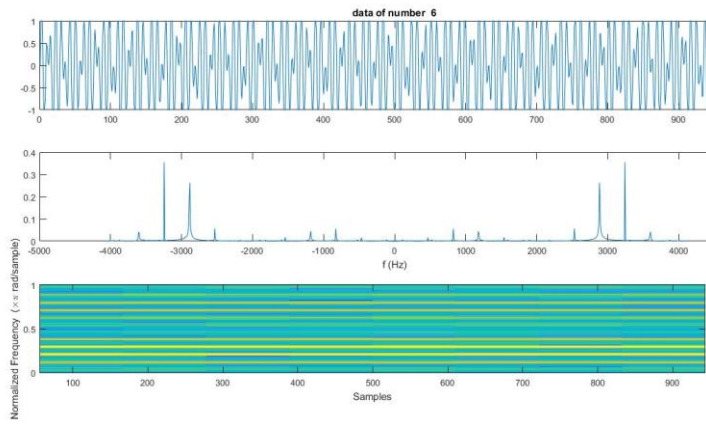 data of number 6
1
0.5
0
-0.5
-1
0 100 200 300 400 500 600 700 800 900
0.4
0.3
0.2
0.1
0
-5000 -4000 -3000 -2000 -1000 0 1000 2000 3000 4000
f (Hz)
Normalized Frequency (×π rad/sample)
1
0.5
0
100 200 300 400 500 600 700 800 900
Samples